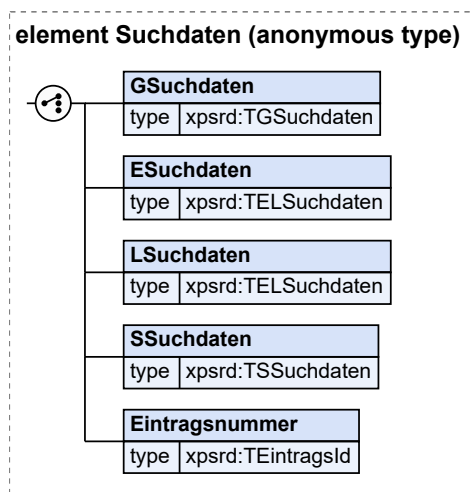 element Suchdaten (anonymous type)
GSuchdaten
type xpsrd:TGSuchdaten
ESuchdaten
type xpsrd:TELSuchdaten
LSuchdaten
type xpsrd:TELSuchdaten
SSuchdaten
type xpsrd:TSSuchdaten
Eintragsnummer
type xpsrd:TEintragsId